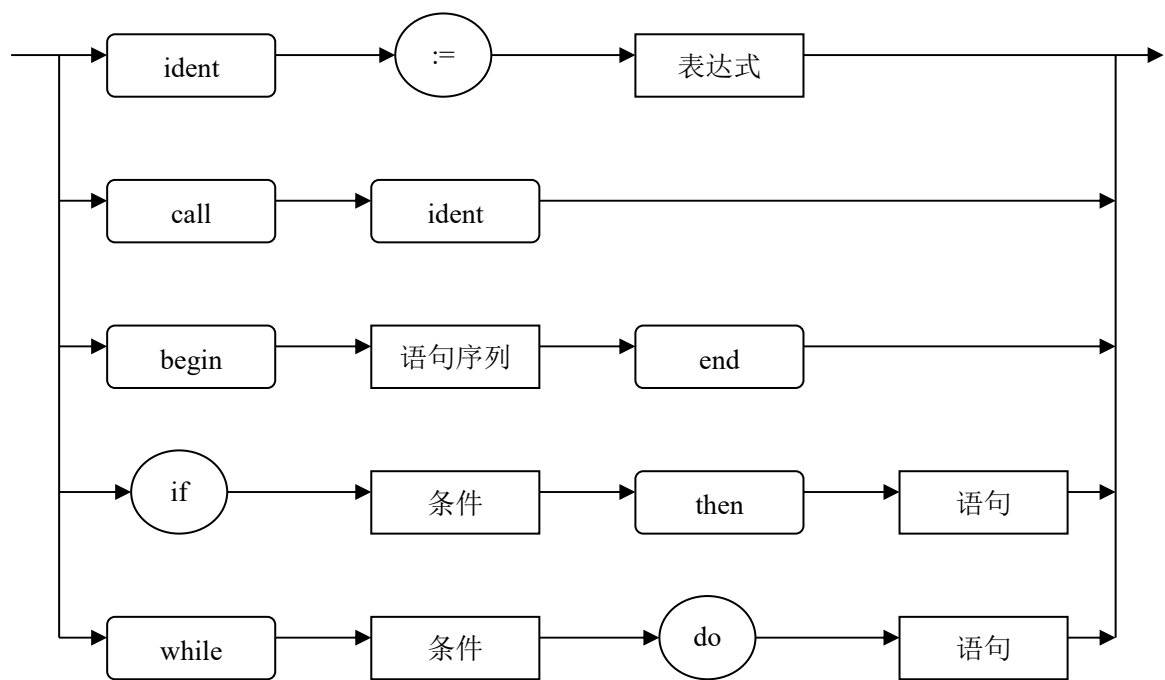 ident := 表达式
call ident
begin 语句序列 end
if 条件 then 语句
while 条件 do 语句